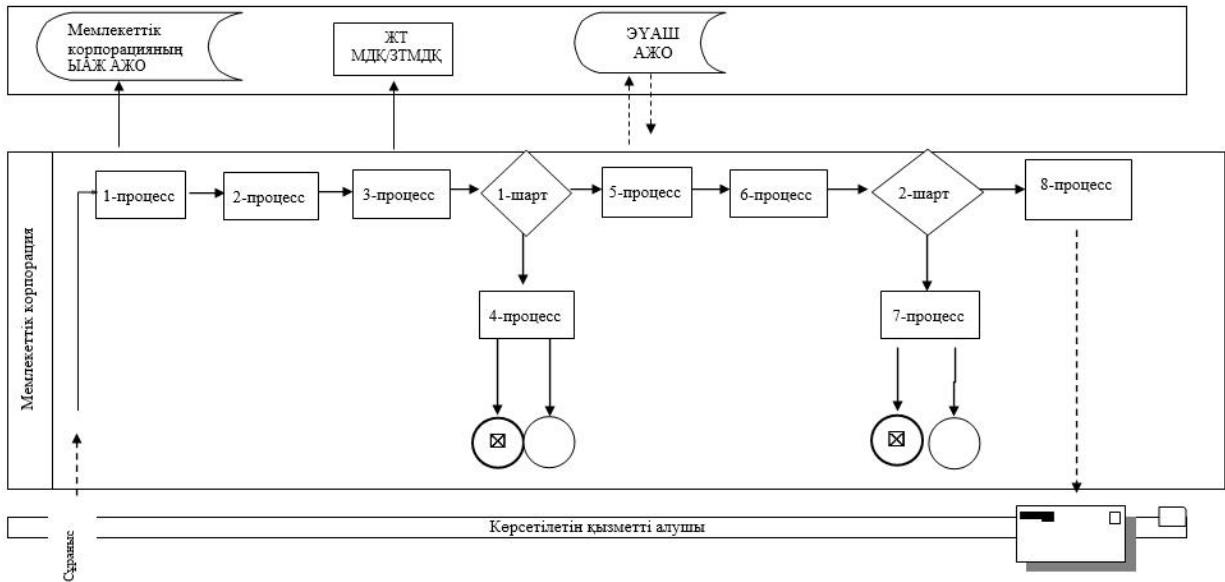 Мемлекеттік
корпорацияның
ЫАЖ АЖО
ЖТ
МДҚ/ЗТМДҚ
ЭҮАШ
АЖО
Мемлекеттік корпорация
1-процесс
2-процесс
3-процесс
1-шарт
5-процесс
6-процесс
2-шарт
8-процесс
4-процесс
7-процесс
Сұраныс
Көрсетілетін қызметті алушы